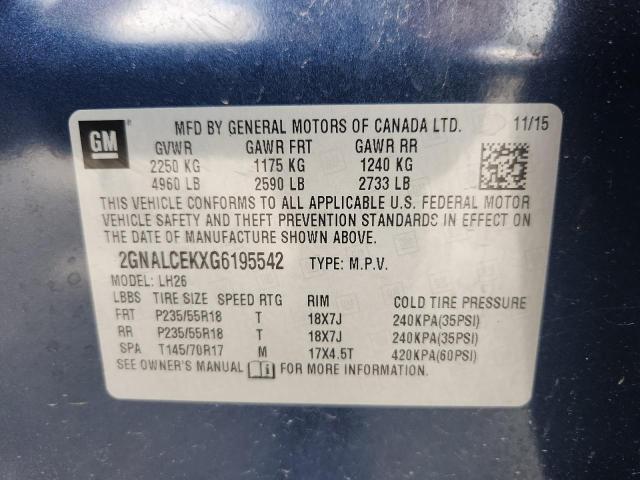 GM
MFD BY GENERAL MOTORS OF CANADA LTD. 11/15
GVWR GAWR FRT GAWR RR
2250 KG 1175 KG 1240 KG
4960 LB 2590 LB 2733 LB
THIS VEHICLE CONFORMS TO ALL APPLICABLE U.S. FEDERAL MOTOR
VEHICLE SAFETY AND THEFT PREVENTION STANDARDS IN EFFECT ON
THE DATE OF MANUFACTURE SHOWN ABOVE.
2GNALCEKXG6195542 TYPE: M.P.V.
MODEL: LH26
LBBS TIRE SIZE SPEED RTG RIM COLD TIRE PRESSURE
FRT P235/55R18 T 18X7J 240KPA(35PSI)
RR P235/55R18 T 18X7J 240KPA(35PSI)
SPA T145/70R17 M 17X4.5T 420KPA(60PSI)
SEE OWNER'S MANUAL FOR MORE INFORMATION.